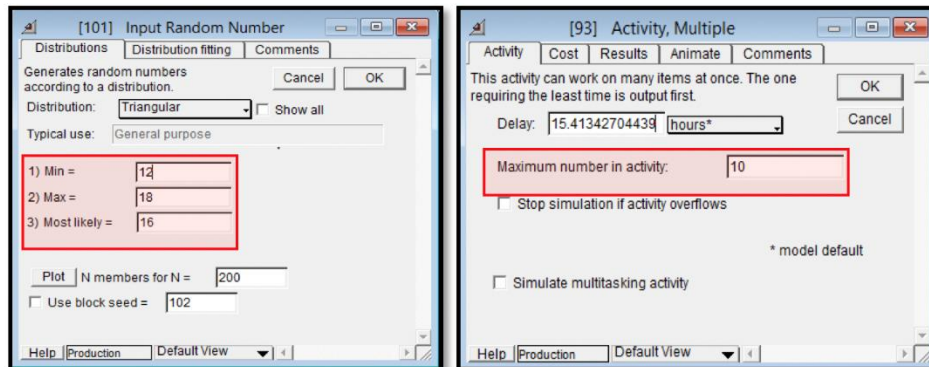 [101] Input Random Number
Distributions Distribution fitting Comments
Generates random numbers
according to a distribution.
Cancel OK
Distribution: Triangular Show all
Typical use: General purpose
1) Min = 12
2) Max = 18
3) Most likely = 16
Plot N members for N = 200
Use block seed = 102
Help Production Default View
[93] Activity, Multiple
Activity Cost Results Animate Comments
This activity can work on many items at once. The one
requiring the least time is output first.
OK
Cancel
Delay: 15.41342704439 hours*
Maximum number in activity: 10
Stop simulation if activity overflows
* model default
Simulate multitasking activity
Help Production Default View